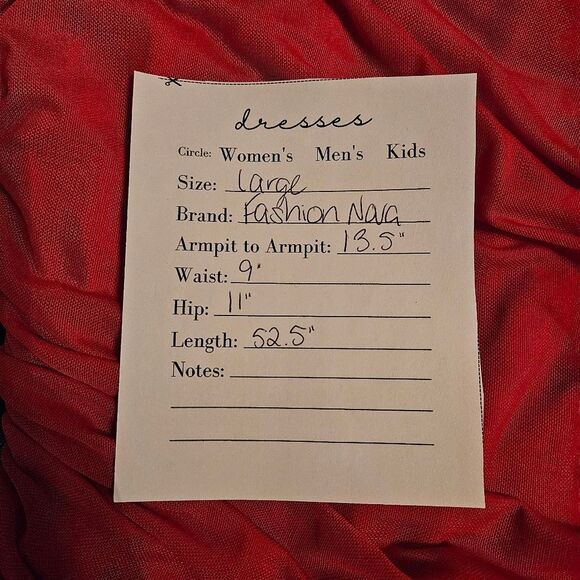 dresses
Circle: Women's Men's Kids
Size: Large
Brand: Fashion Nova
Armpit to Armpit: 13.5"
Waist: 9"
Hip: 11"
Length: 52.5"
Notes: